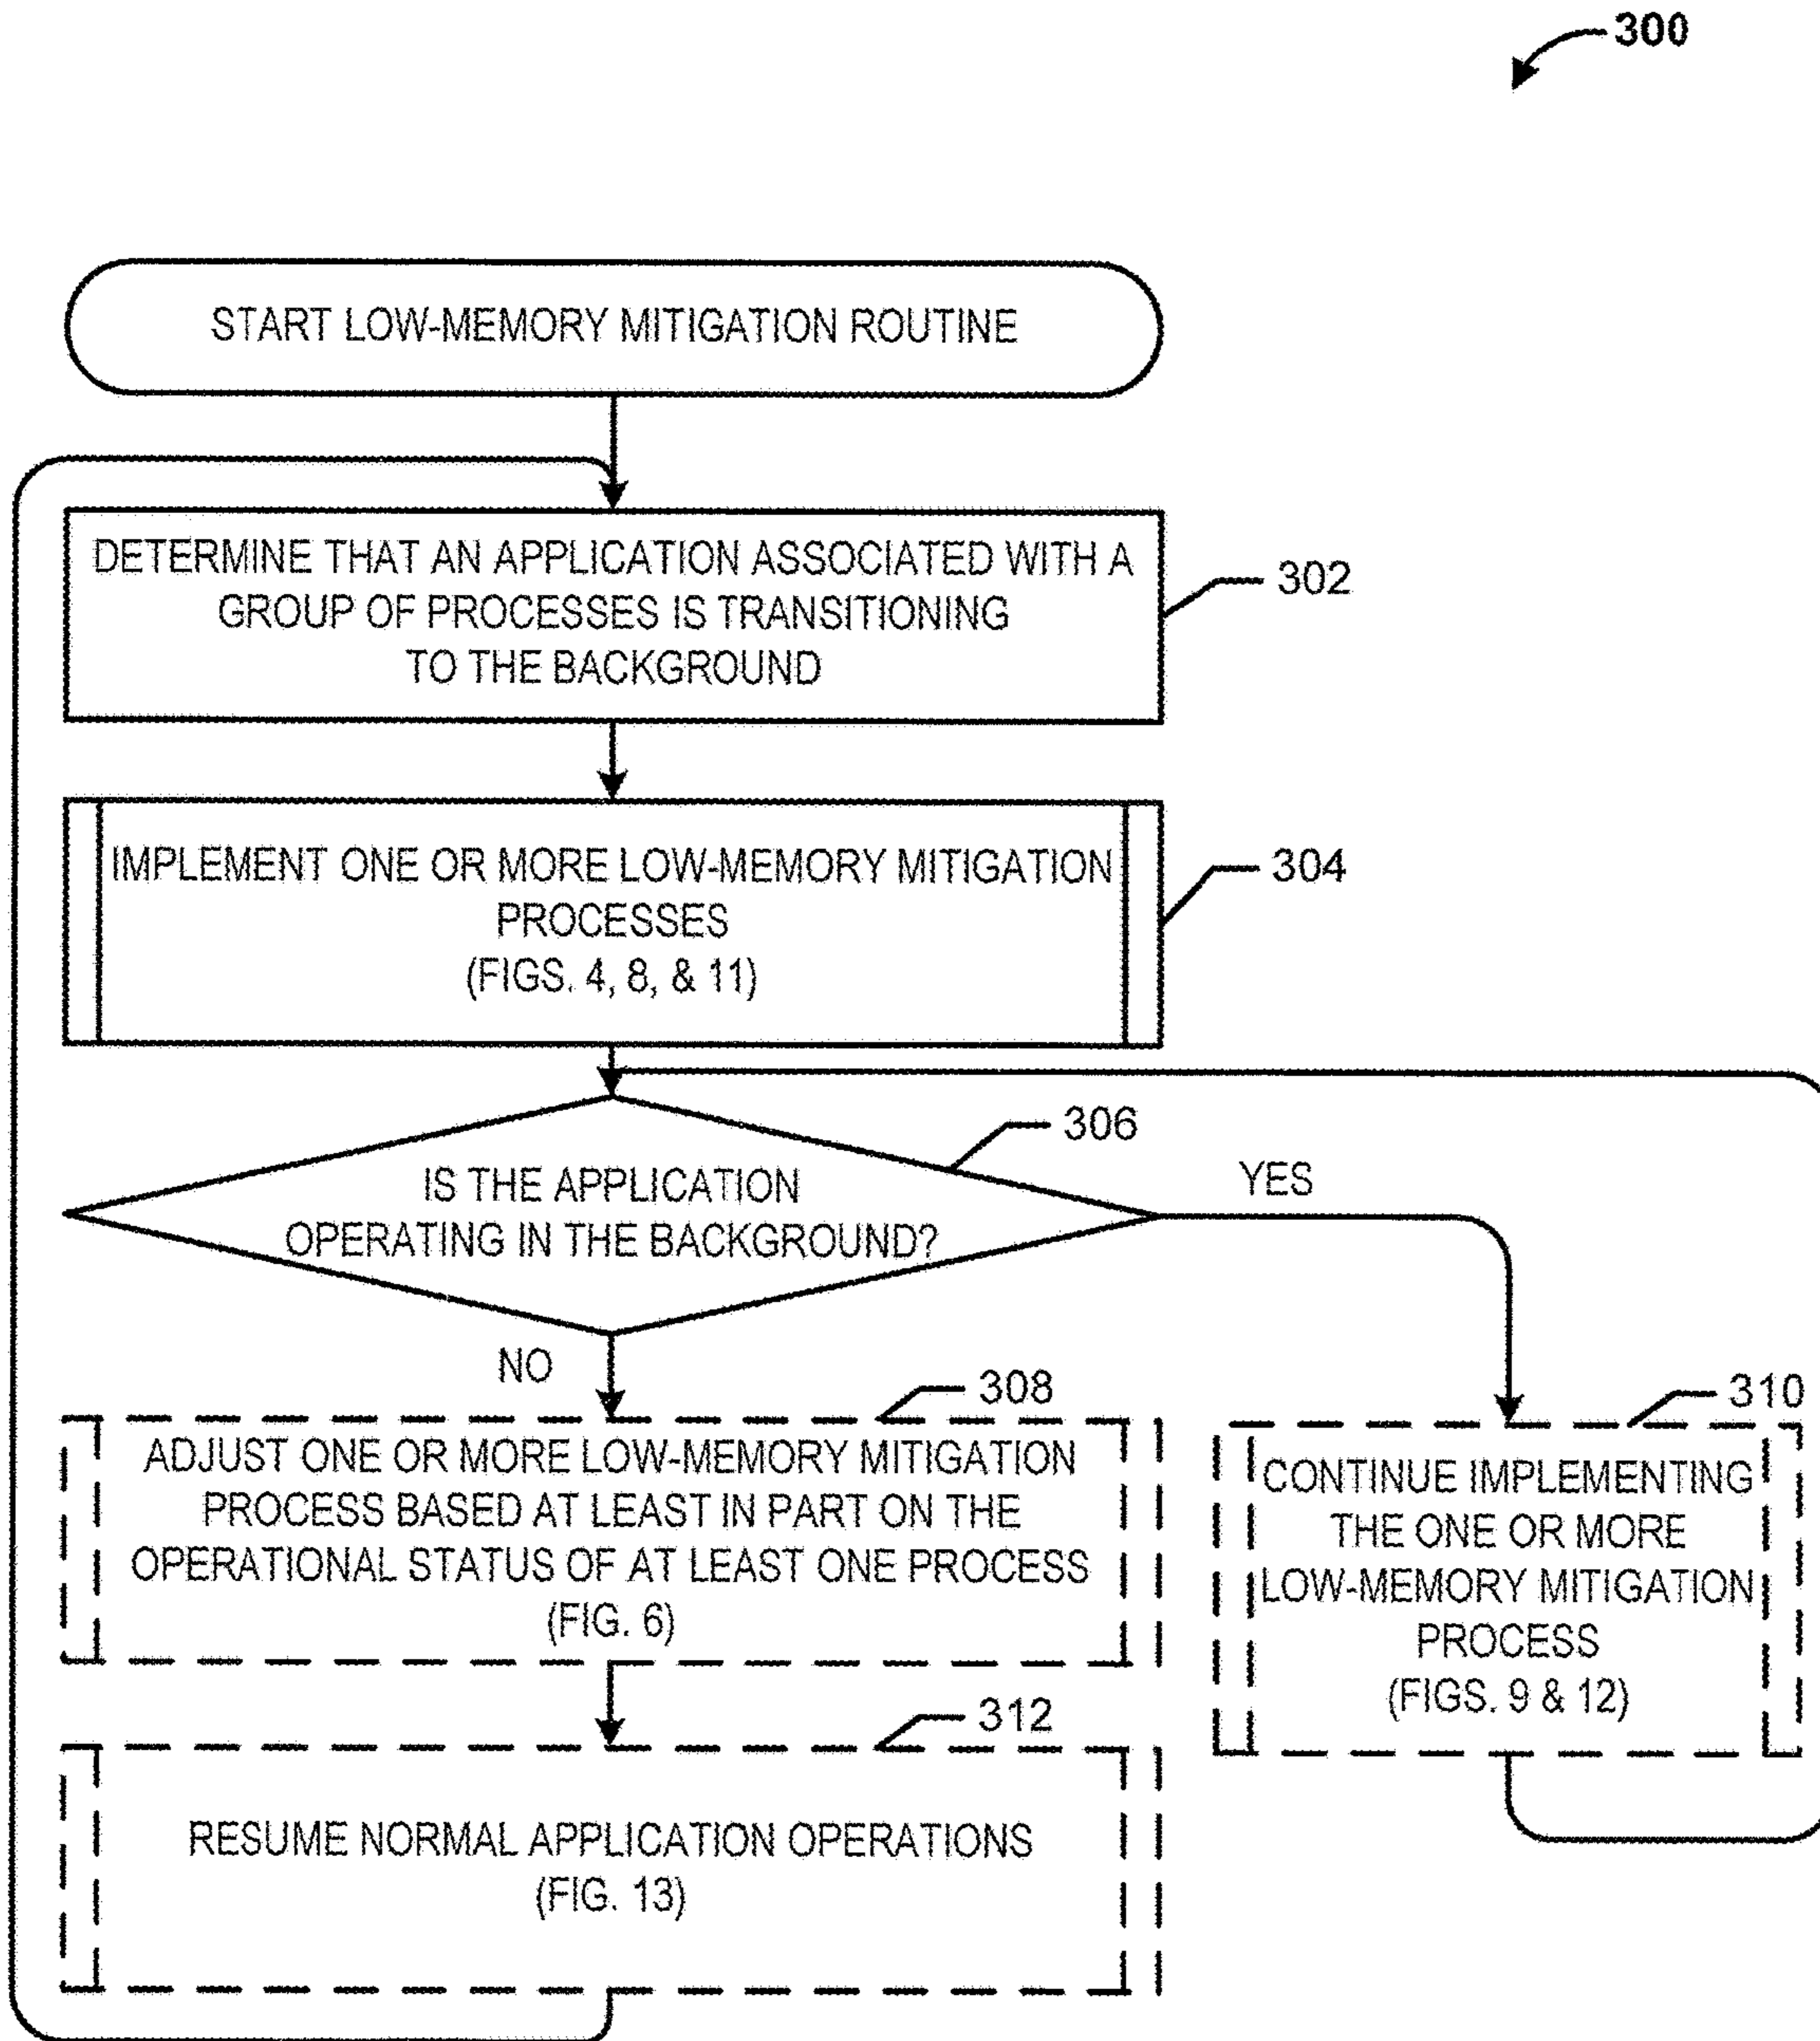 300
START LOW-MEMORY MITIGATION ROUTINE
DETERMINE THAT AN APPLICATION ASSOCIATED WITH A
GROUP OF PROCESSES IS TRANSITIONING
TO THE BACKGROUND
302
IMPLEMENT ONE OR MORE LOW-MEMORY MITIGATION
PROCESSES
(FIGS. 4, 8, & 11)
304
306
IS THE APPLICATION
OPERATING IN THE BACKGROUND?
YES
NO
308
ADJUST ONE OR MORE LOW-MEMORY MITIGATION
PROCESS BASED AT LEAST IN PART ON THE
OPERATIONAL STATUS OF AT LEAST ONE PROCESS
(FIG. 6)
310
CONTINUE IMPLEMENTING
THE ONE OR MORE
LOW-MEMORY MITIGATION
PROCESS
(FIGS. 9 & 12)
312
RESUME NORMAL APPLICATION OPERATIONS
(FIG. 13)